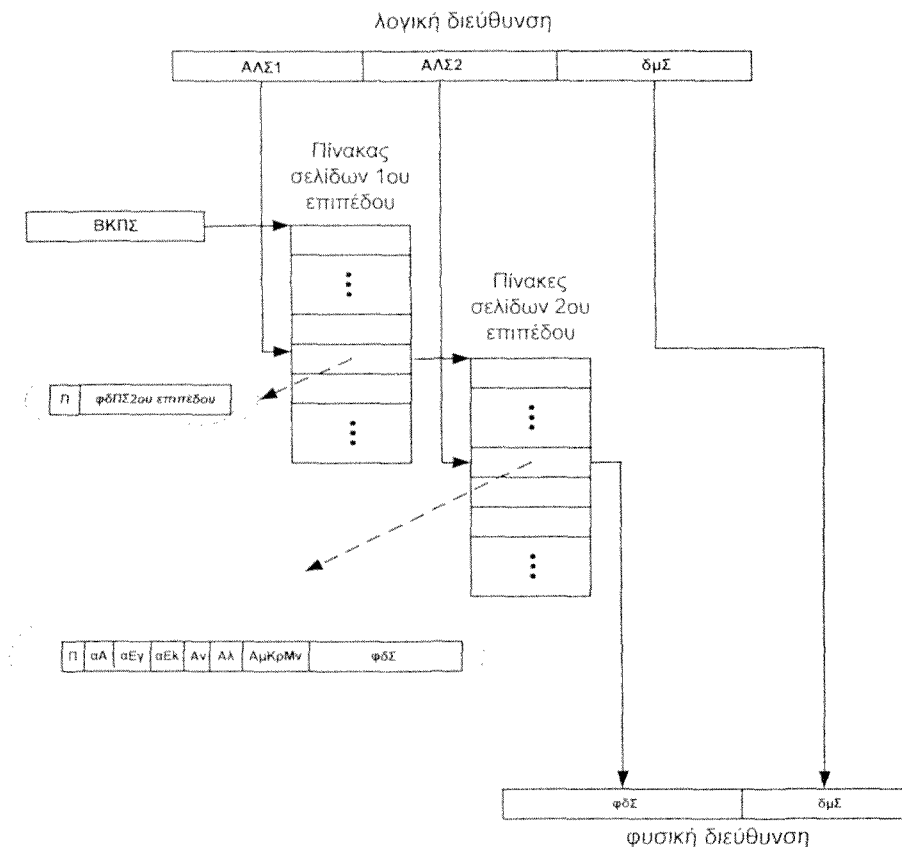 λογική διεύθυνση
ΑΛΣ1 ΑΛΣ2 δμΣ
Πίνακας
σελίδων 1ου
επιπέδου
ΒΚΠΣ
Πίνακες
σελίδων 2ου
επιπέδου
Π φδΠΣ2ου επιπέδου
Π αΑ αΕγ αΕk Αν Αλ ΑμΚρΜν φδΣ
φδΣ δμΣ
φυσική διεύθυνση